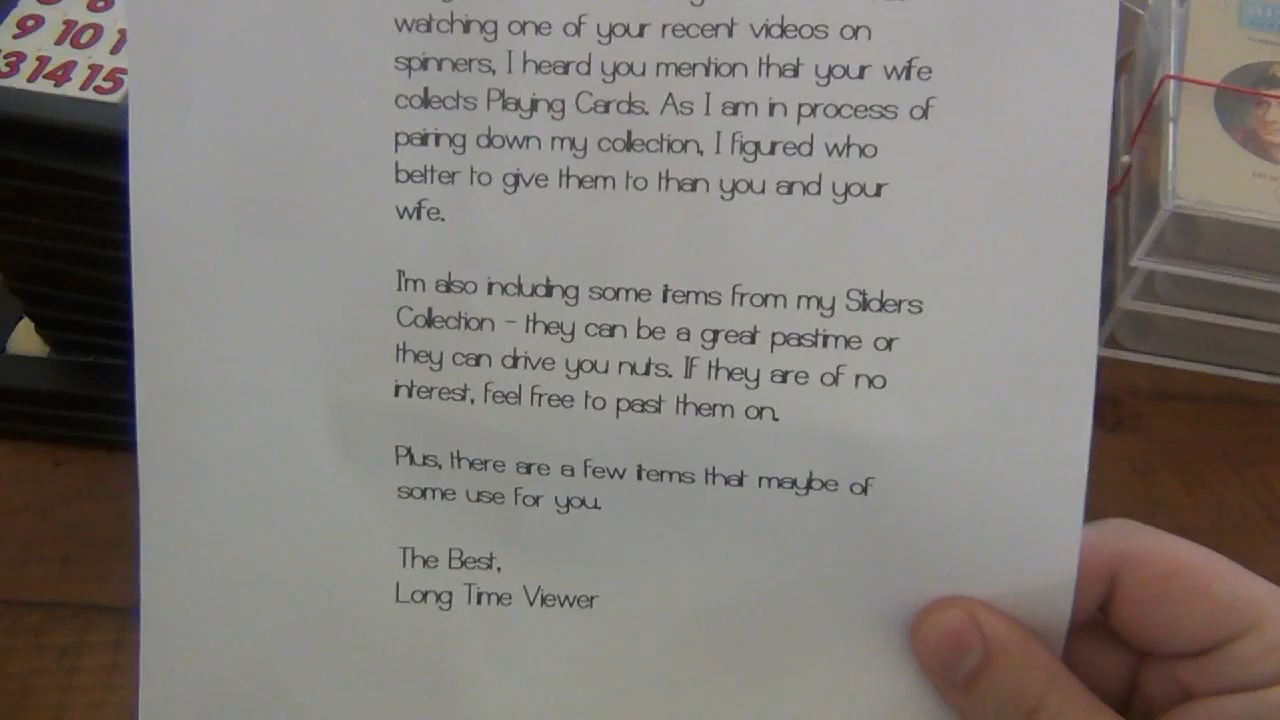 9 10 1
3 14 15
watching one of your recent videos on
spinners, I heard you mention that your wife
collects Playing Cards. As I am in process of
pairing down my collection, I figured who
better to give them to than you and your
wife.
I'm also including some items from my Sliders
Collection - they can be a great pastime or
they can drive you nuts. If they are of no
interest, feel free to past them on.
Plus, there are a few items that maybe of
some use for you.
The Best,
Long Time Viewer